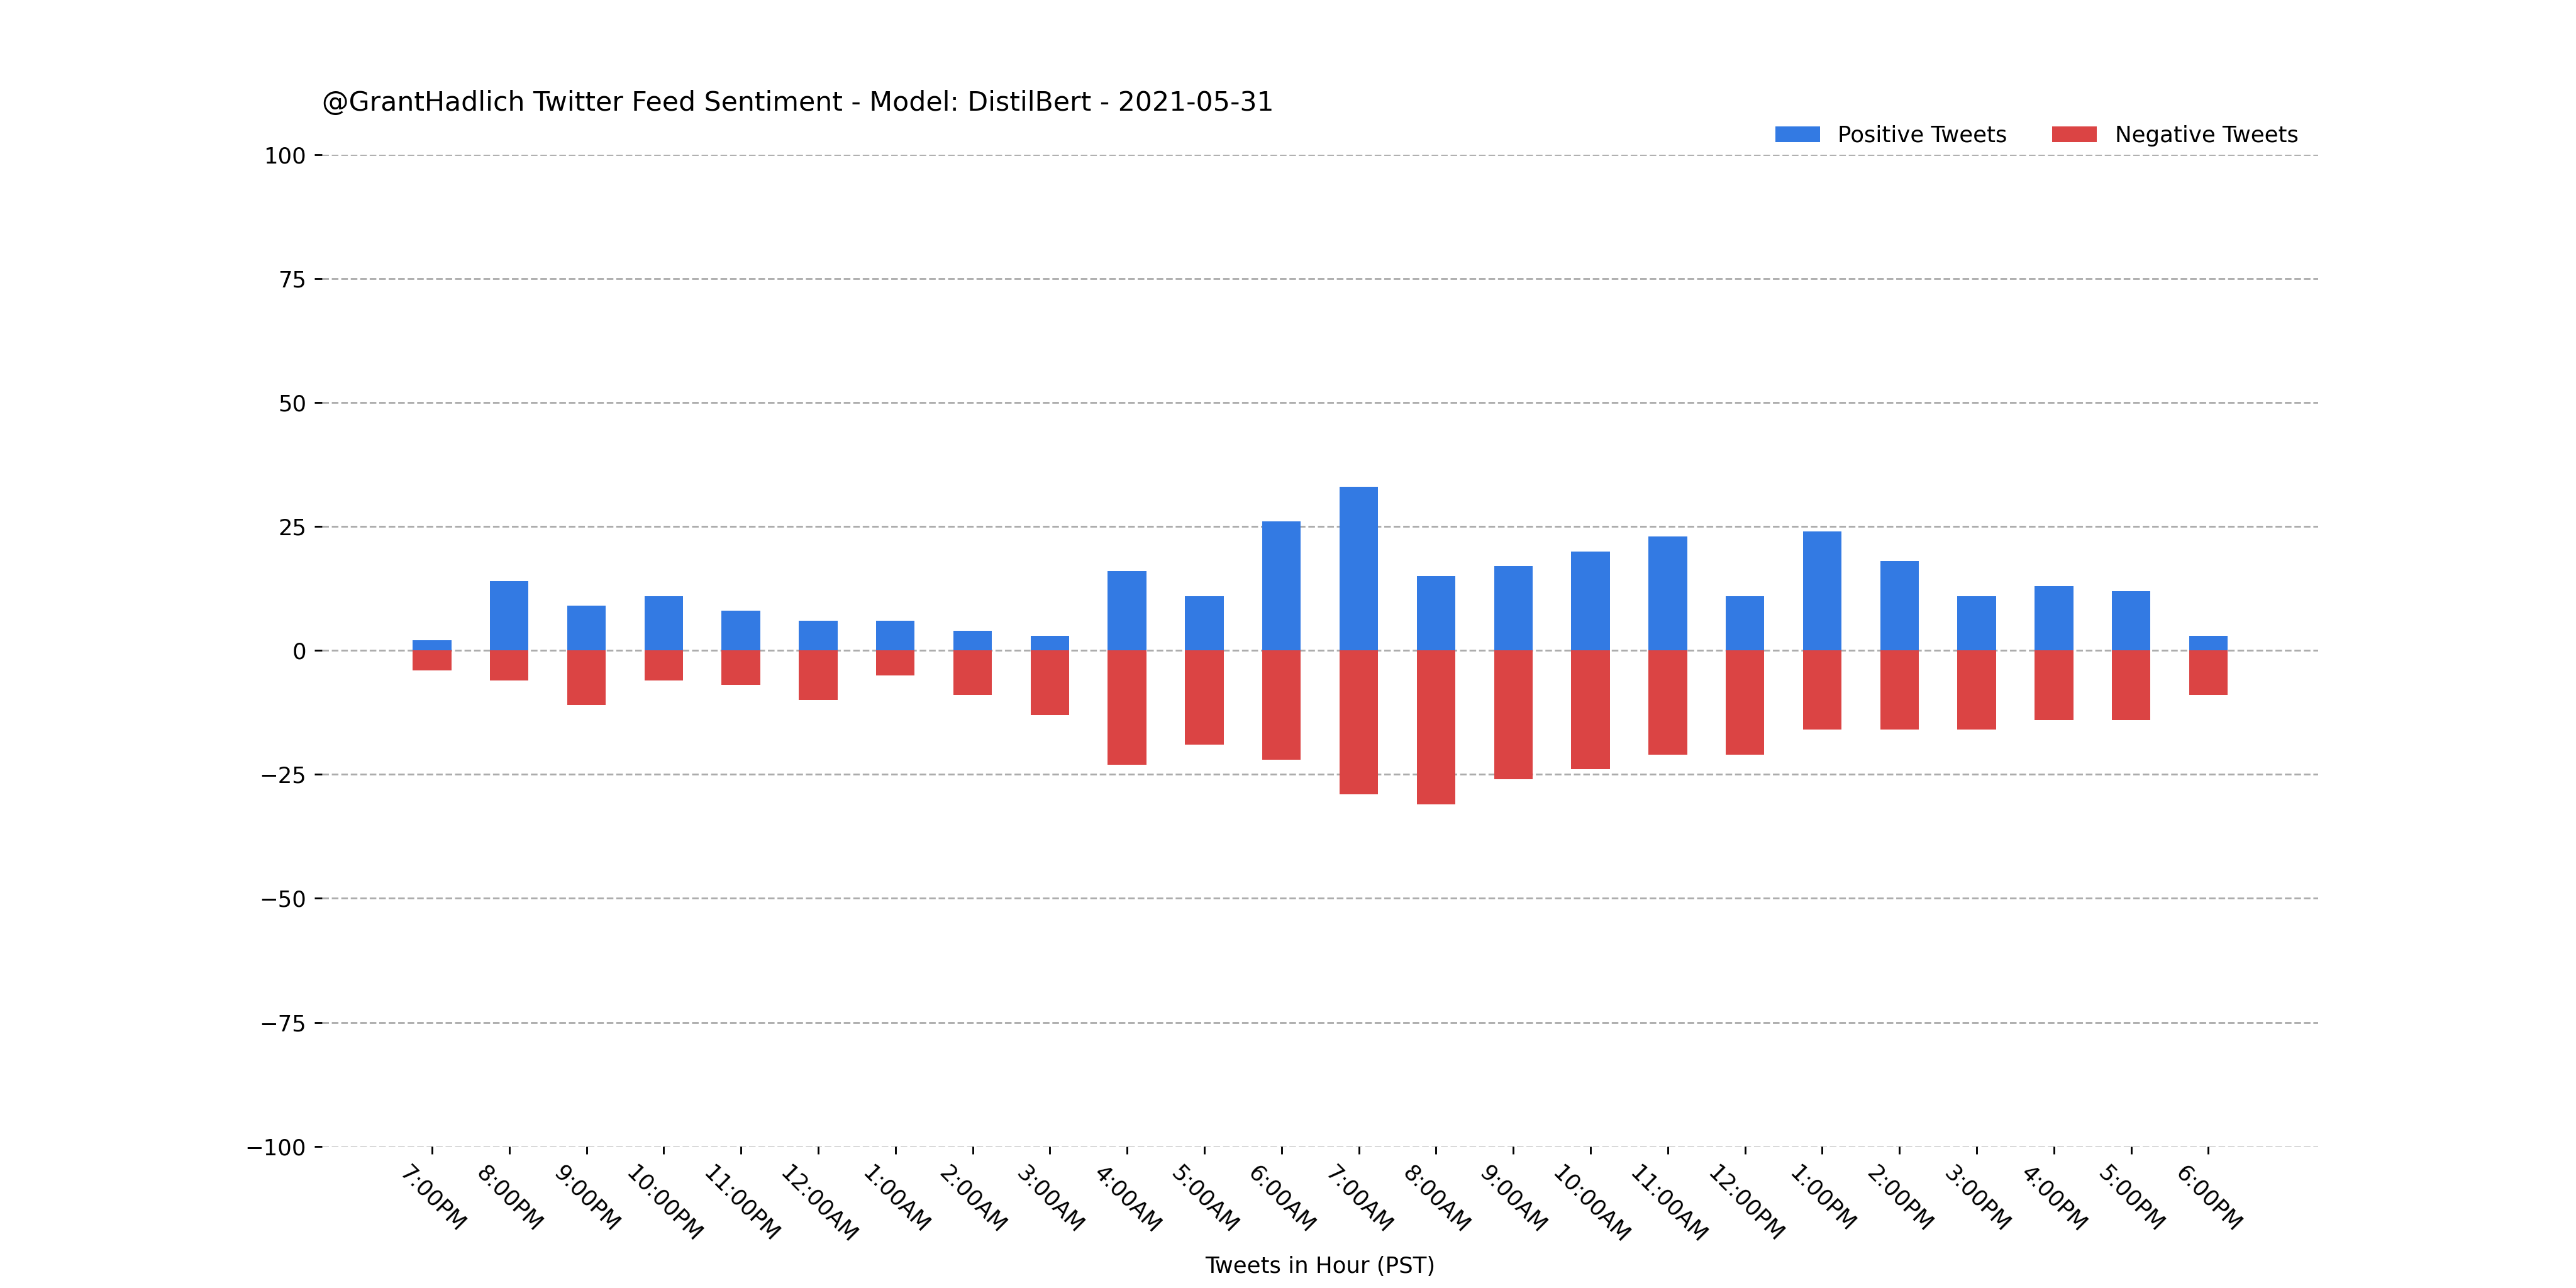 @GrantHadlich Twitter Feed Sentiment - Model: DistilBert - 2021-05-31
Positive Tweets
Negative Tweets
100
75
50
25
0
−25
−50
−75
−100
7:00PM
8:00PM
9:00PM
10:00PM
11:00PM
12:00AM
1:00AM
2:00AM
3:00AM
4:00AM
5:00AM
6:00AM
7:00AM
8:00AM
9:00AM
10:00AM
11:00AM
12:00PM
1:00PM
2:00PM
3:00PM
4:00PM
5:00PM
6:00PM
Tweets in Hour (PST)